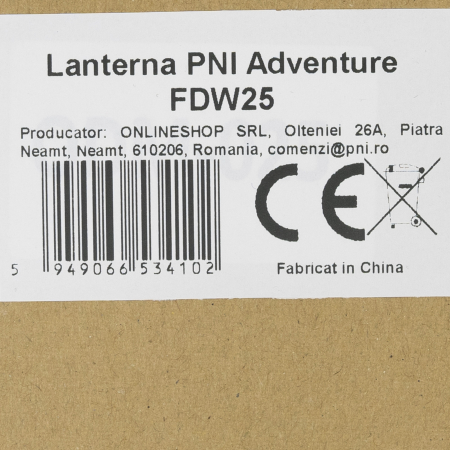 Lanterna PNI Adventure
FDW25
Producator: ONLINESHOP SRL, Olteniei 26A, Piatra
Neamt, Neamt, 610206, Romania, comenzi@pni.ro
CE
5 949066 534102
Fabricat in China